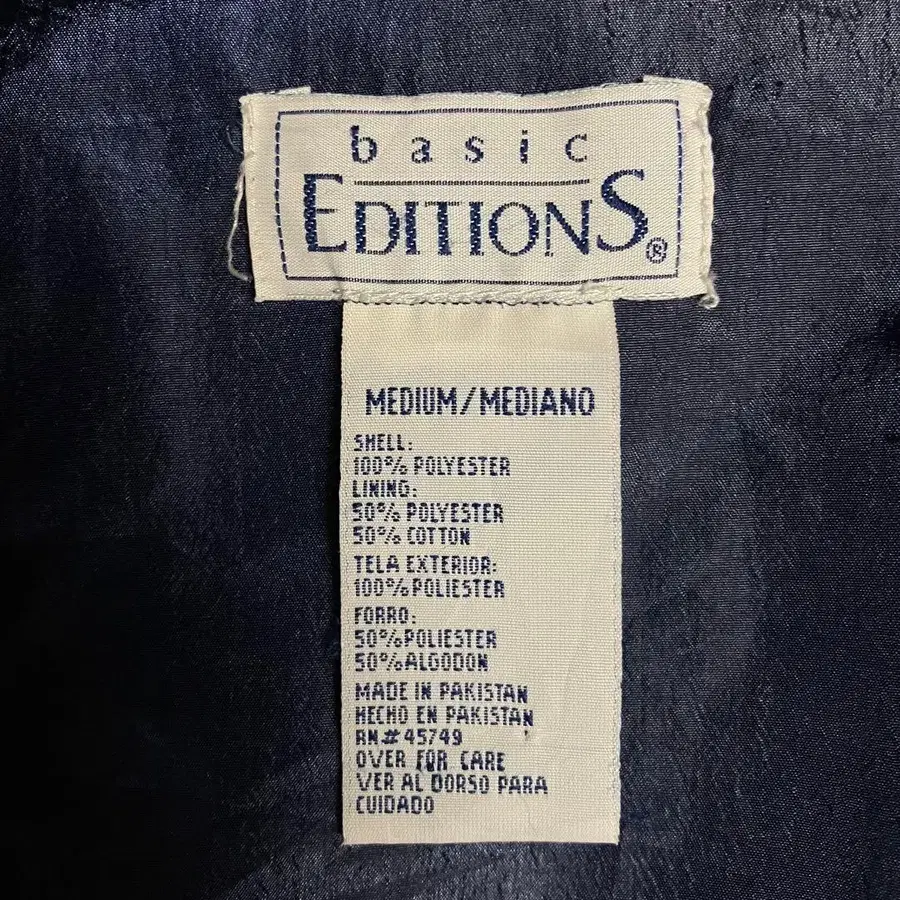 basic
EDITIONS®
MEDIUM/MEDIANO
SHELL:
100% POLYESTER
LINING:
50% POLYESTER
50% COTTON
TELA EXTERIOR:
100% POLIESTER
FORRO:
50% POLIESTER
50% ALGODON
MADE IN PAKISTAN
HECHO EN PAKISTAN
RN#45749
OVER FOR CARE
VER AL DORSO PARA
CUIDADO